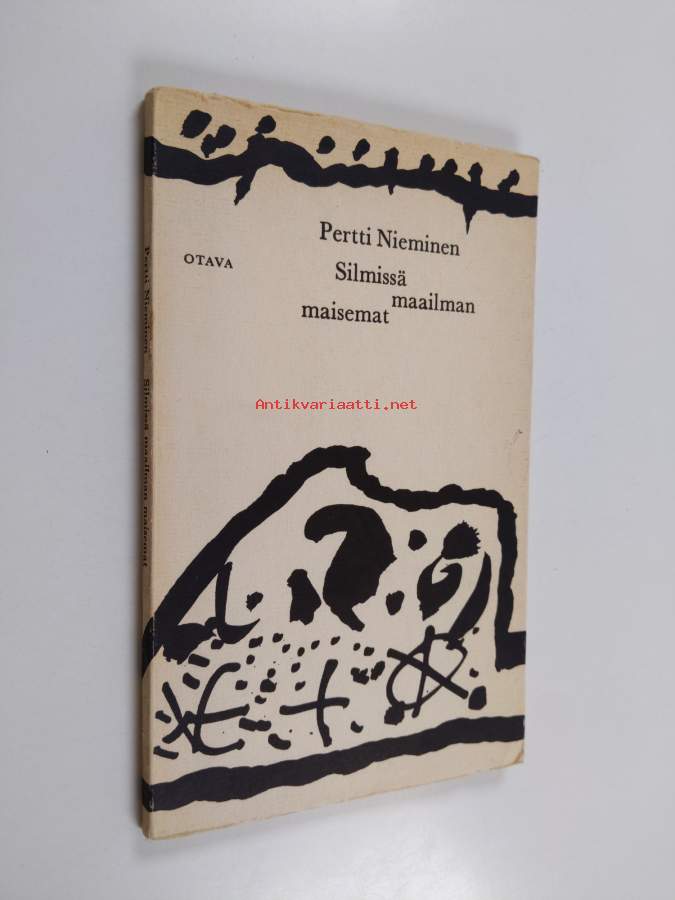 Pertti Nieminen
OTAVA
Silmissä
maailman
maisemat
Antikvariaatti.net
Pertti Nieminen Silmissä maailman maisemat